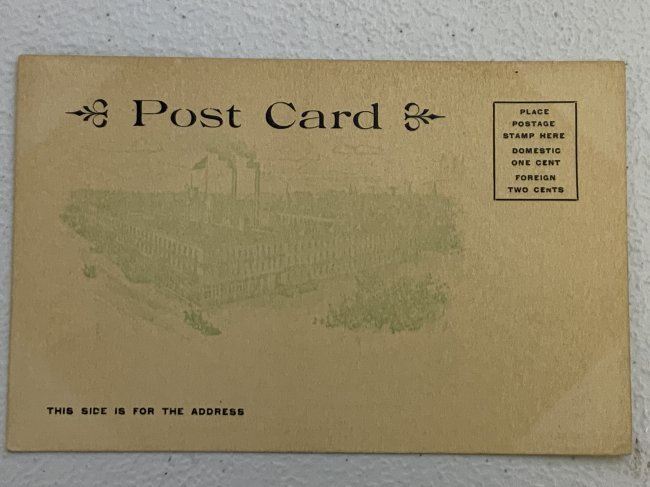 Post Card
PLACE
POSTAGE
STAMP HERE
DOMESTIC
ONE CENT
FOREIGN
TWO CENTS
THIS SIDE IS FOR THE ADDRESS